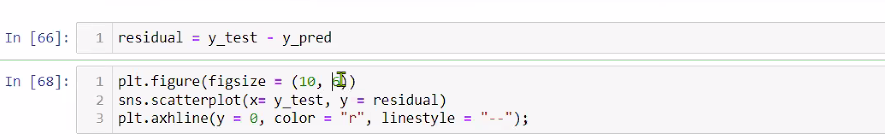 In [66]: 1 residual = y_test - y_pred
In [68]: 1 plt.figure(figsize = (10, 6))
2 sns.scatterplot(x= y_test, y = residual)
3 plt.axhline(y = 0, color = "r", linestyle = "--");